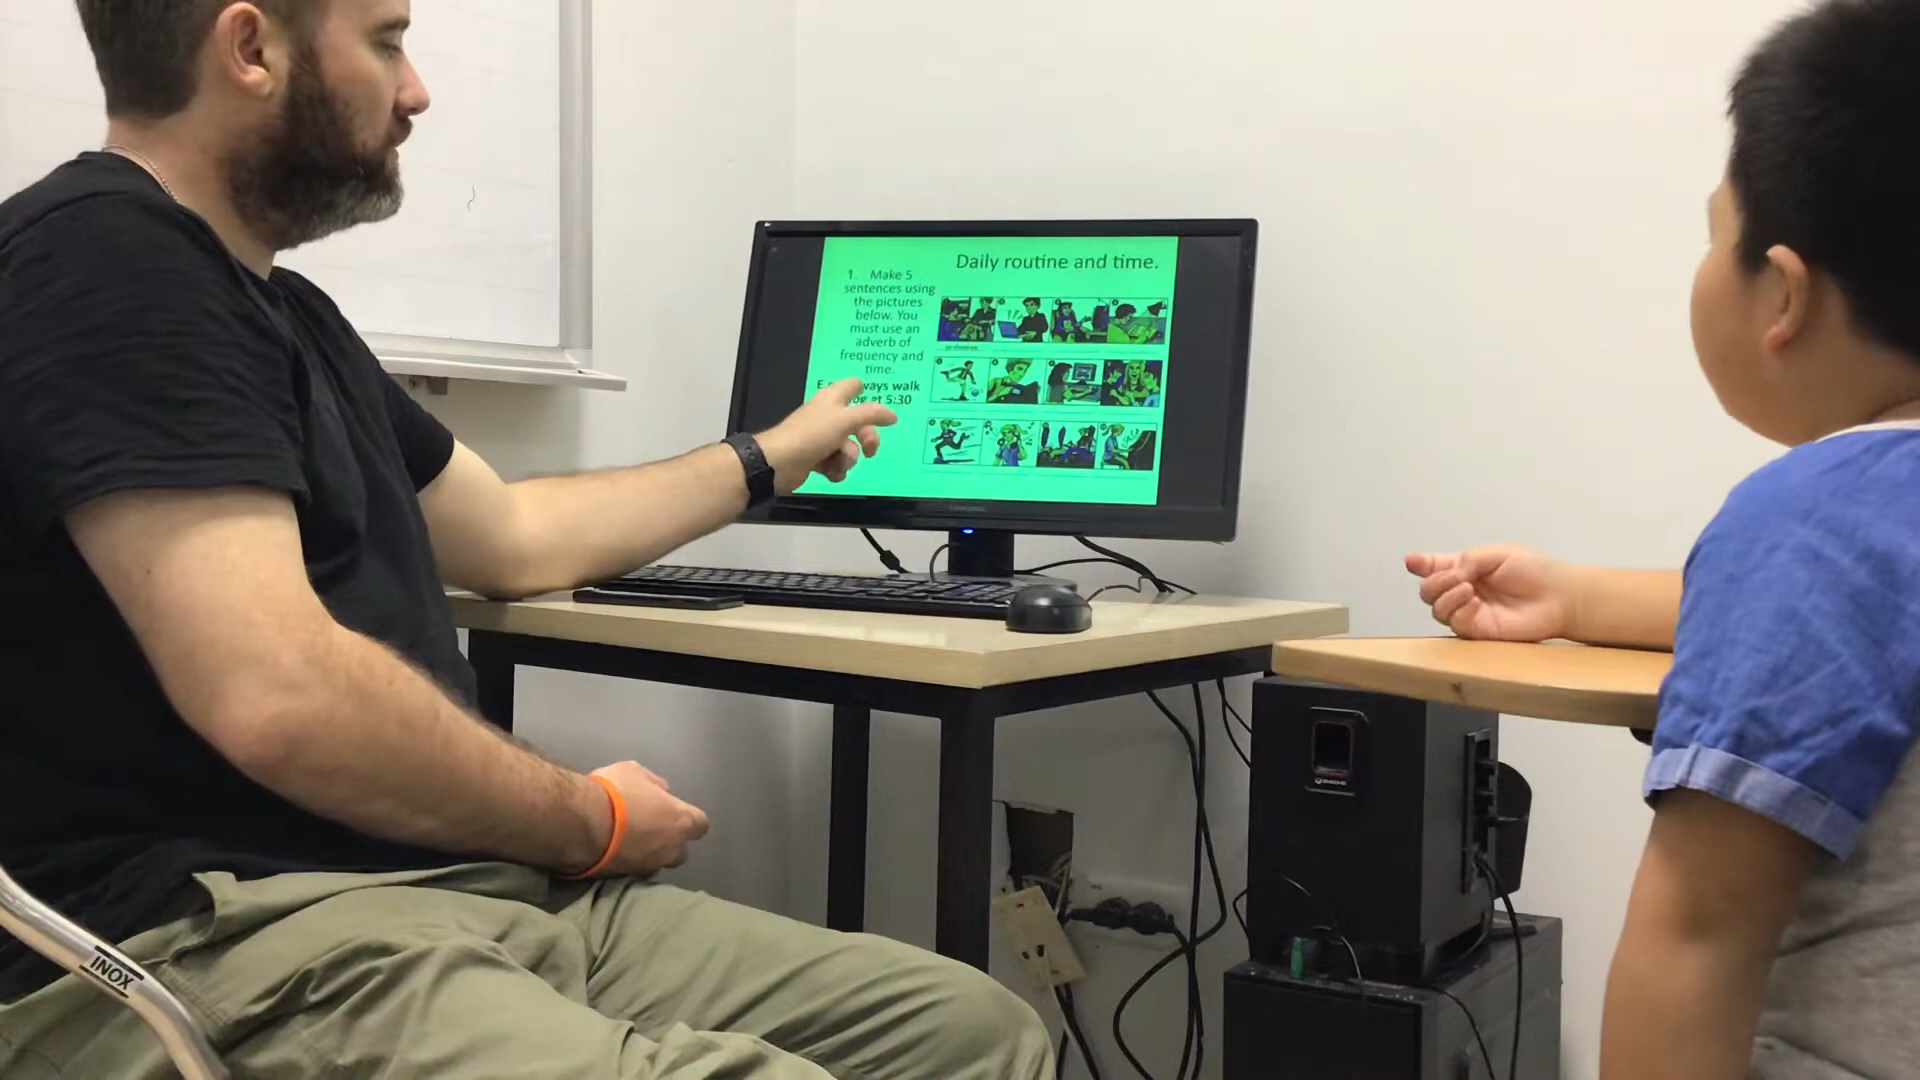 Daily routine and time.
1. Make 5
sentences using
the pictures
below. You
must use an
adverb of
frequency and
time.
walk
at 5:30
INOX